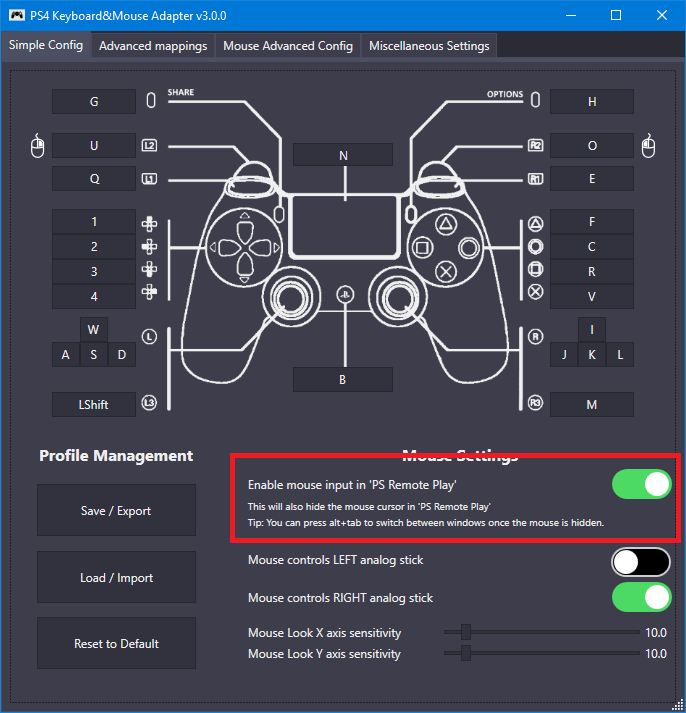 PS4 Keyboard&Mouse Adapter v3.0.0
Simple Config
Advanced mappings
Mouse Advanced Config
Miscellaneous Settings
G
SHARE
OPTIONS
H
U
L2
N
R2
O
Q
L1
R1
E
1
F
2
C
3
R
4
V
W
A S D
L
R
I
J K L
B
LShift
L3
R3
M
Profile Management
Mouse Settings
Save / Export
Enable mouse input in 'PS Remote Play'
This will also hide the mouse cursor in 'PS Remote Play'
Tip: You can press alt+tab to switch between windows once the mouse is hidden.
Load / Import
Mouse controls LEFT analog stick
Mouse controls RIGHT analog stick
Reset to Default
Mouse Look X axis sensitivity
10.0
Mouse Look Y axis sensitivity
10.0